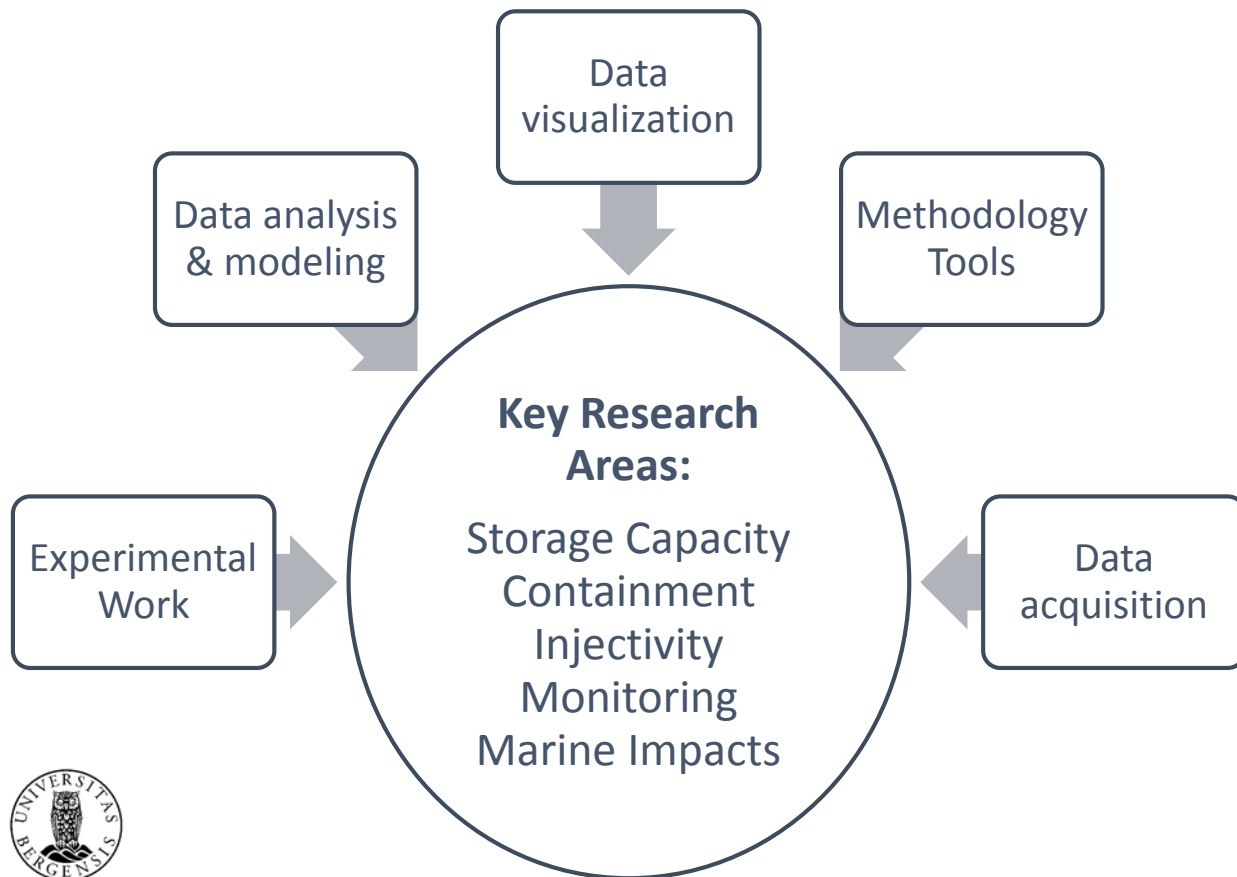 Data
visualization
Data analysis
& modeling
Methodology
Tools
Key Research
Areas:
Storage Capacity
Containment
Injectivity
Monitoring
Marine Impacts
Experimental
Work
Data
acquisition
UNIVERSITAS
BERGENSIS